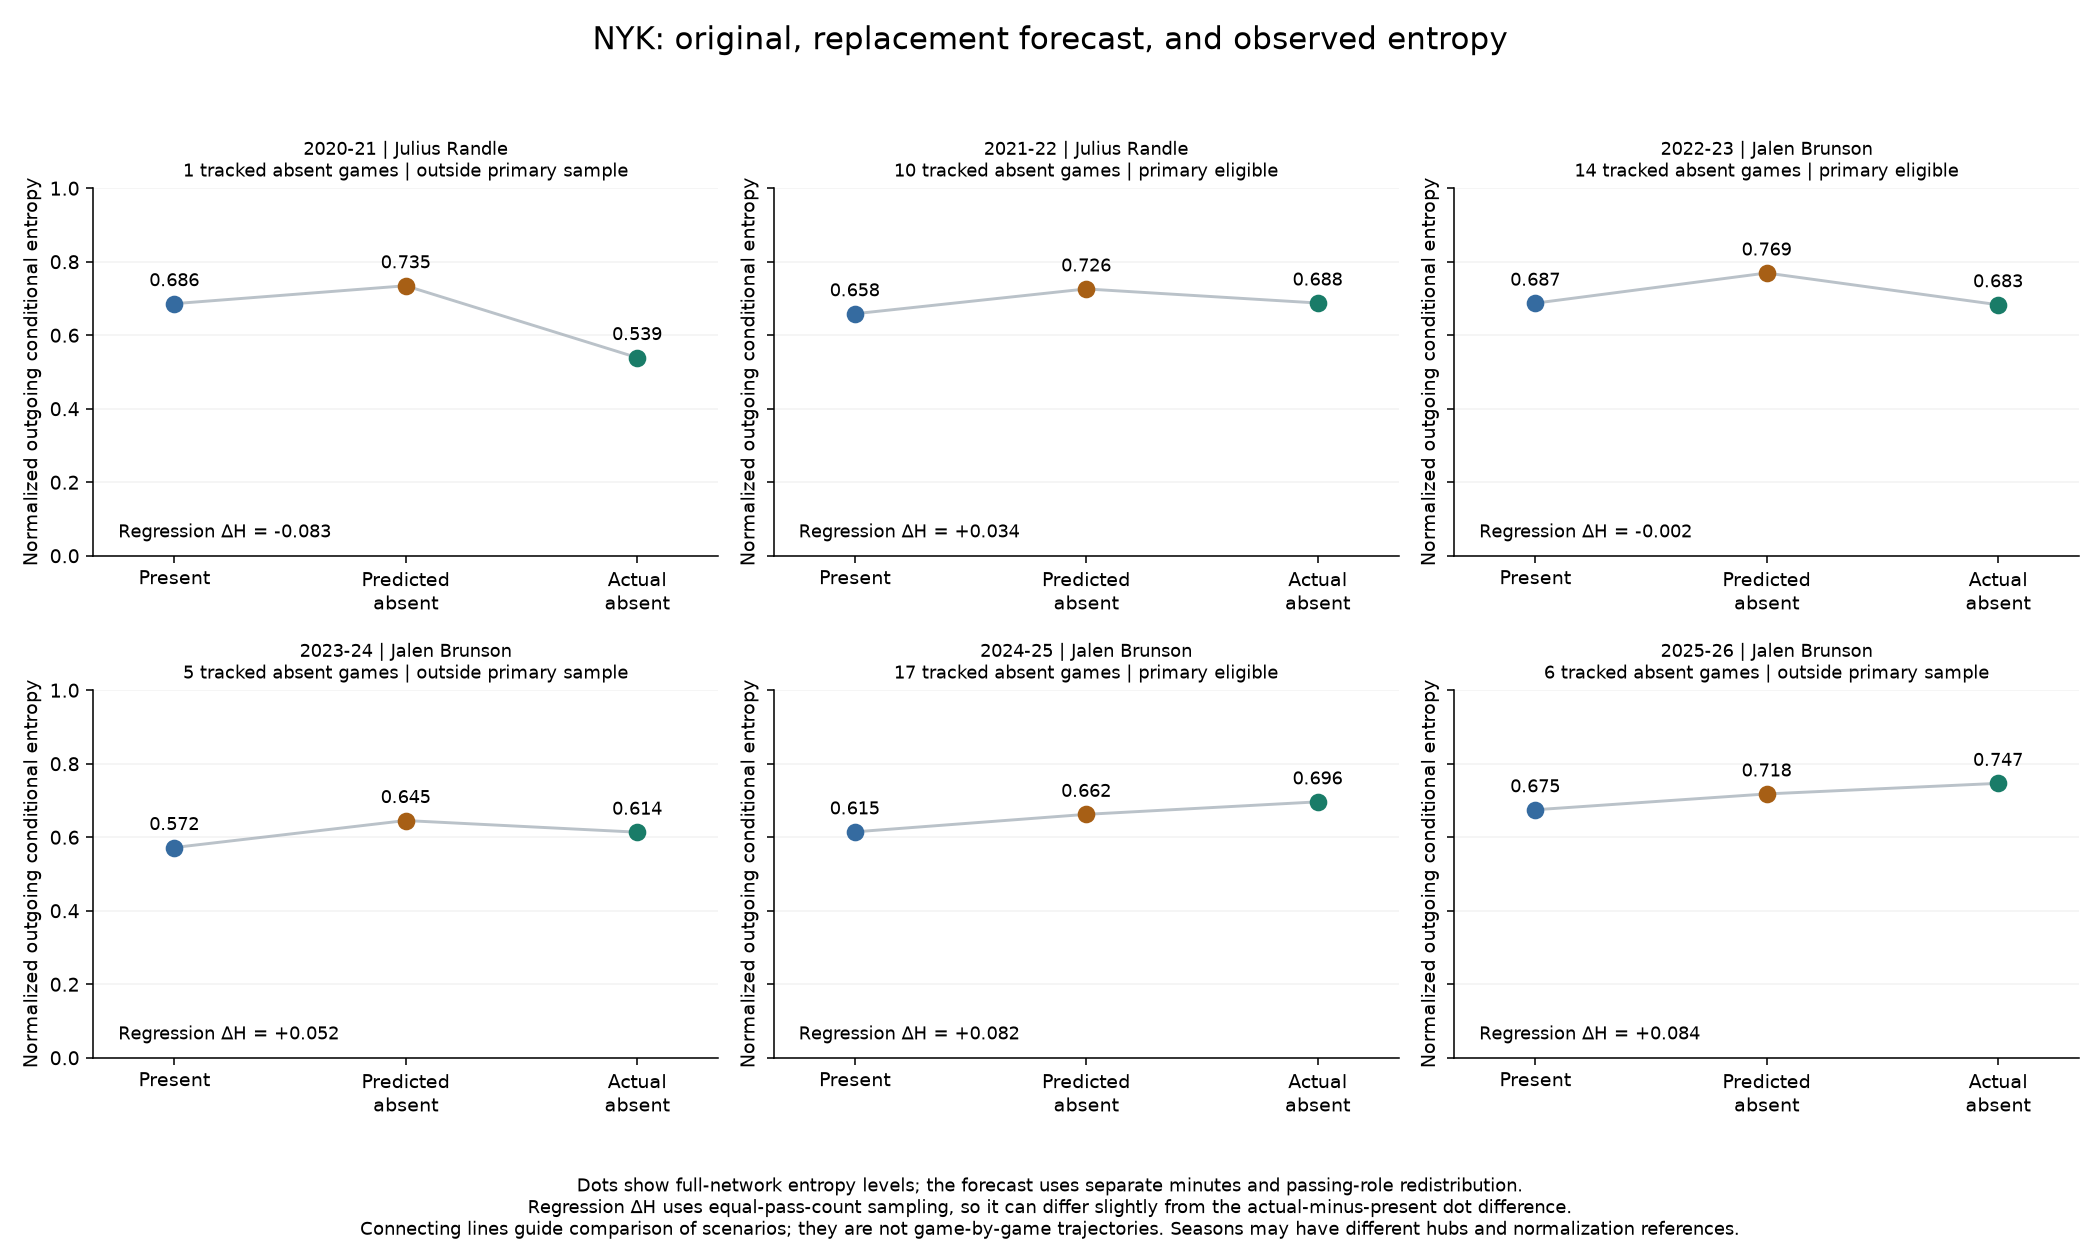 NYK: original, replacement forecast, and observed entropy
2020-21 | Julius Randle
1 tracked absent games | outside primary sample
Normalized outgoing conditional entropy
1.0
0.8
0.6
0.4
0.2
0.0
0.686
0.735
0.539
Regression ΔH = -0.083
Present
Predicted
absent
Actual
absent
2021-22 | Julius Randle
10 tracked absent games | primary eligible
Normalized outgoing conditional entropy
0.658
0.726
0.688
Regression ΔH = +0.034
Present
Predicted
absent
Actual
absent
2022-23 | Jalen Brunson
14 tracked absent games | primary eligible
Normalized outgoing conditional entropy
0.687
0.769
0.683
Regression ΔH = -0.002
Present
Predicted
absent
Actual
absent
2023-24 | Jalen Brunson
5 tracked absent games | outside primary sample
Normalized outgoing conditional entropy
1.0
0.8
0.6
0.4
0.2
0.0
0.572
0.645
0.614
Regression ΔH = +0.052
Present
Predicted
absent
Actual
absent
2024-25 | Jalen Brunson
17 tracked absent games | primary eligible
Normalized outgoing conditional entropy
0.615
0.662
0.696
Regression ΔH = +0.082
Present
Predicted
absent
Actual
absent
2025-26 | Jalen Brunson
6 tracked absent games | outside primary sample
Normalized outgoing conditional entropy
0.675
0.718
0.747
Regression ΔH = +0.084
Present
Predicted
absent
Actual
absent
Dots show full-network entropy levels; the forecast uses separate minutes and passing-role redistribution.
Regression ΔH uses equal-pass-count sampling, so it can differ slightly from the actual-minus-present dot difference.
Connecting lines guide comparison of scenarios; they are not game-by-game trajectories. Seasons may have different hubs and normalization references.